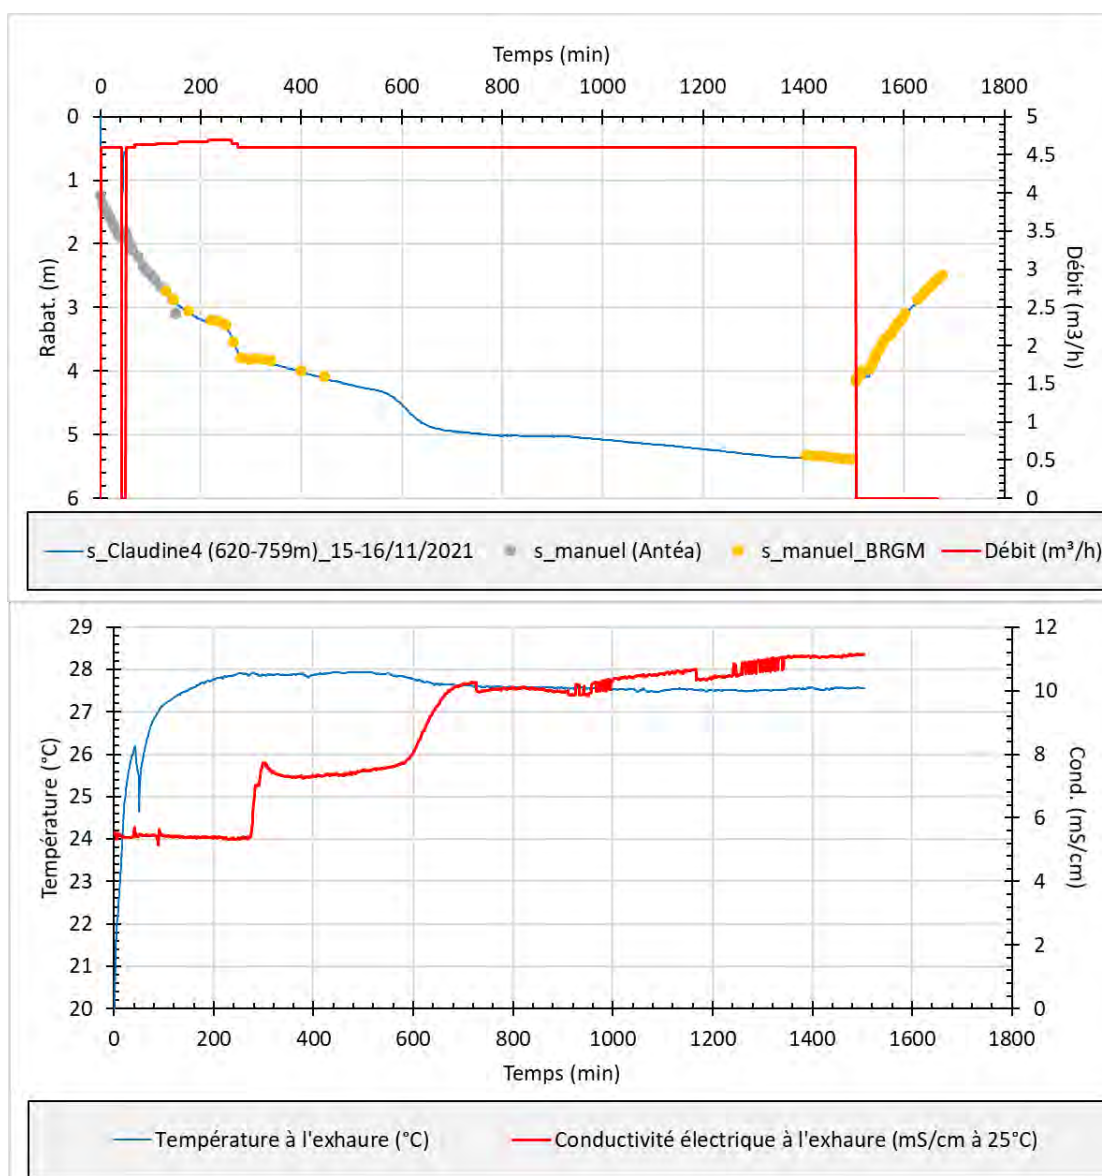 Temps (min)
0 200 400 600 800 1000 1200 1400 1600 1800
0 5
4.5
1 4
2 3.5
3
3 2.5
2
4 1.5
5 1
0.5
6 0
Rabat. (m)
Débit (m3/h)
s_Claudine4 (620-759m)_15-16/11/2021 s_manuel (Antéa) s_manuel_BRGM Débit (m³/h)
29 12
28
27 10
26 8
25
24 6
23 4
22
21 2
20 0
Température (°C)
Cond. (mS/cm)
0 200 400 600 800 1000 1200 1400 1600 1800
Temps (min)
Température à l'exhaure (°C) Conductivité électrique à l'exhaure (mS/cm à 25°C)